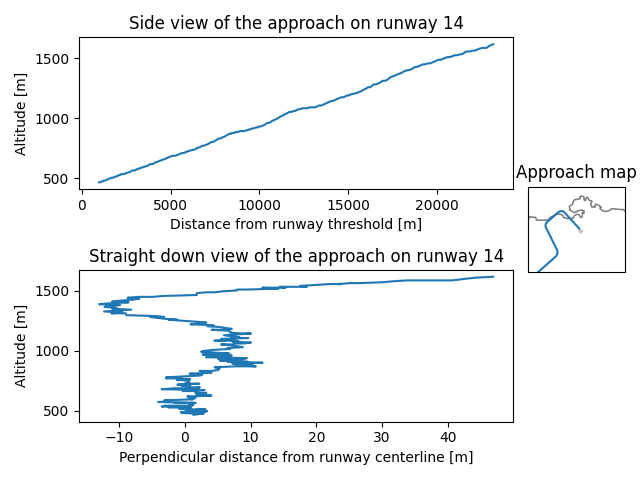 Side view of the approach on runway 14
Altitude [m]
1500
1000
500
0
5000
10000
15000
20000
Distance from runway threshold [m]
Approach map
Straight down view of the approach on runway 14
Altitude [m]
1500
1000
500
−10
0
10
20
30
40
Perpendicular distance from runway centerline [m]